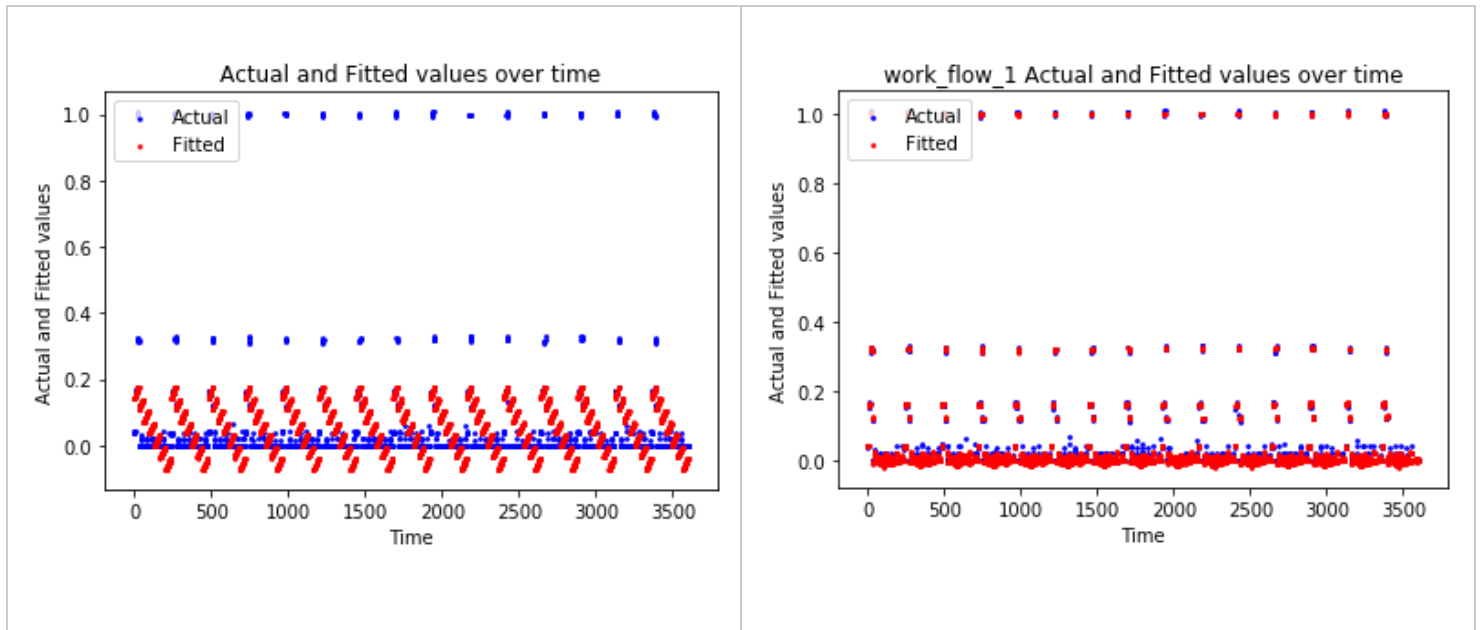 Actual and Fitted values over time
1.0
0.8
0.6
0.4
0.2
0.0
Actual and Fitted values
Actual
Fitted
0 500 1000 1500 2000 2500 3000 3500
Time
work_flow_1 Actual and Fitted values over time
1.0
0.8
0.6
0.4
0.2
0.0
Actual and Fitted values
Actual
Fitted
0 500 1000 1500 2000 2500 3000 3500
Time